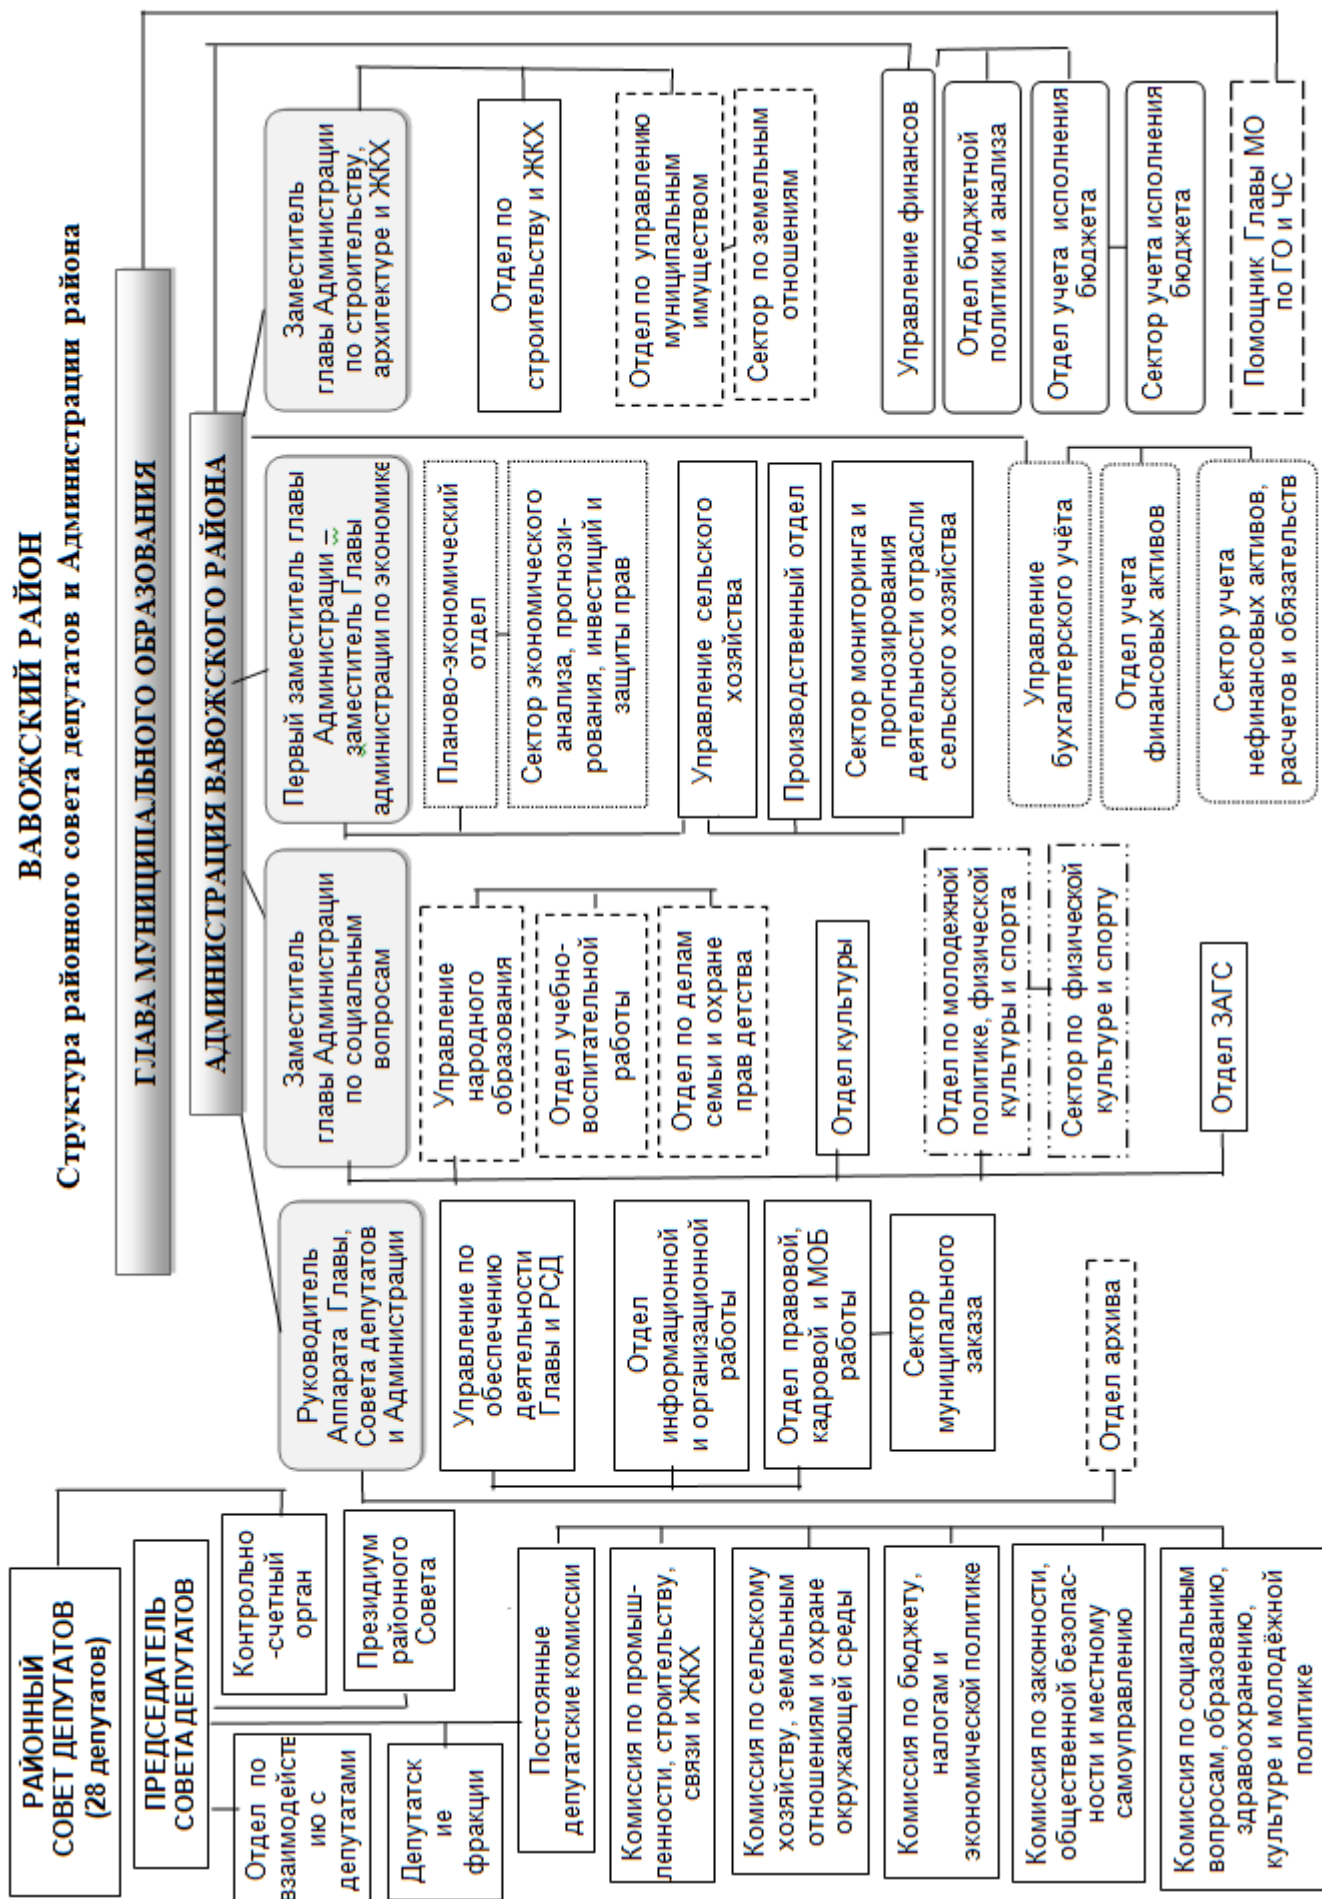 ВАВОЖСКИЙ РАЙОН
Структура районного совета депутатов и Администрации района
ГЛАВА МУНИЦИПАЛЬНОГО ОБРАЗОВАНИЯ
АДМИНИСТРАЦИЯ ВАВОЖСКОГО РАЙОНА
РАЙОННЫЙ
СОВЕТ ДЕПУТАТОВ
(28 депутатов)
ПРЕДСЕДАТЕЛЬ
СОВЕТА ДЕПУТАТОВ
Контрольно
-счетный
орган
Президиум
районного
Совета
Отдел по
взаимодейств
ию с
депутатами
Депутатск
ие
фракции
Постоянные
депутатские комиссии
Комиссия по промыш-
ленности, строительству,
связи и ЖКХ
Комиссия по сельскому
хозяйству, земельным
отношениям и охране
окружающей среды
Комиссия по бюджету,
налогам и
экономической политике
Комиссия по законности,
общественной безопас-
ности и местному
самоуправлению
Комиссия по социальным
вопросам, образованию,
здравоохранению,
культуре и молодёжной
политике
Руководитель
Аппарата Главы,
Совета депутатов
и Администрации
Управление по
обеспечению
деятельности
Главы и РСД
Отдел
информационной
и организационной
работы
Отдел правовой,
кадровой и МОБ
работы
Сектор
муниципального
заказа
Отдел архива
Заместитель
главы Администрации
по социальным
вопросам
Управление
народного
образования
Отдел учебно-
воспитательной
работы
Отдел по делам
семьи и охране
прав детства
Отдел культуры
Отдел по молодежной
политике, физической
культуры и спорта
Сектор по физической
культуре и спорту
Отдел ЗАГС
Первый заместитель главы
Администрации –
заместитель Главы
администрации по экономике
Планово-экономический
отдел
Сектор экономического
анализа, прогнози-
рования, инвестиций и
защиты прав
Управление сельского
хозяйства
Производственный отдел
Сектор мониторинга и
прогнозирования
деятельности отрасли
сельского хозяйства
Управление
бухгалтерского учёта
Отдел учета
финансовых активов
Сектор учета
нефинансовых активов,
расчетов и обязательств
Заместитель
главы Администрации
по строительству,
архитектуре и ЖКХ
Отдел по
строительству и ЖКХ
Отдел по управлению
муниципальным
имуществом
Сектор по земельным
отношениям
Управление финансов
Отдел бюджетной
политики и анализа
Отдел учета исполнения
бюджета
Сектор учета исполнения
бюджета
Помощник Главы МО
по ГО и ЧС